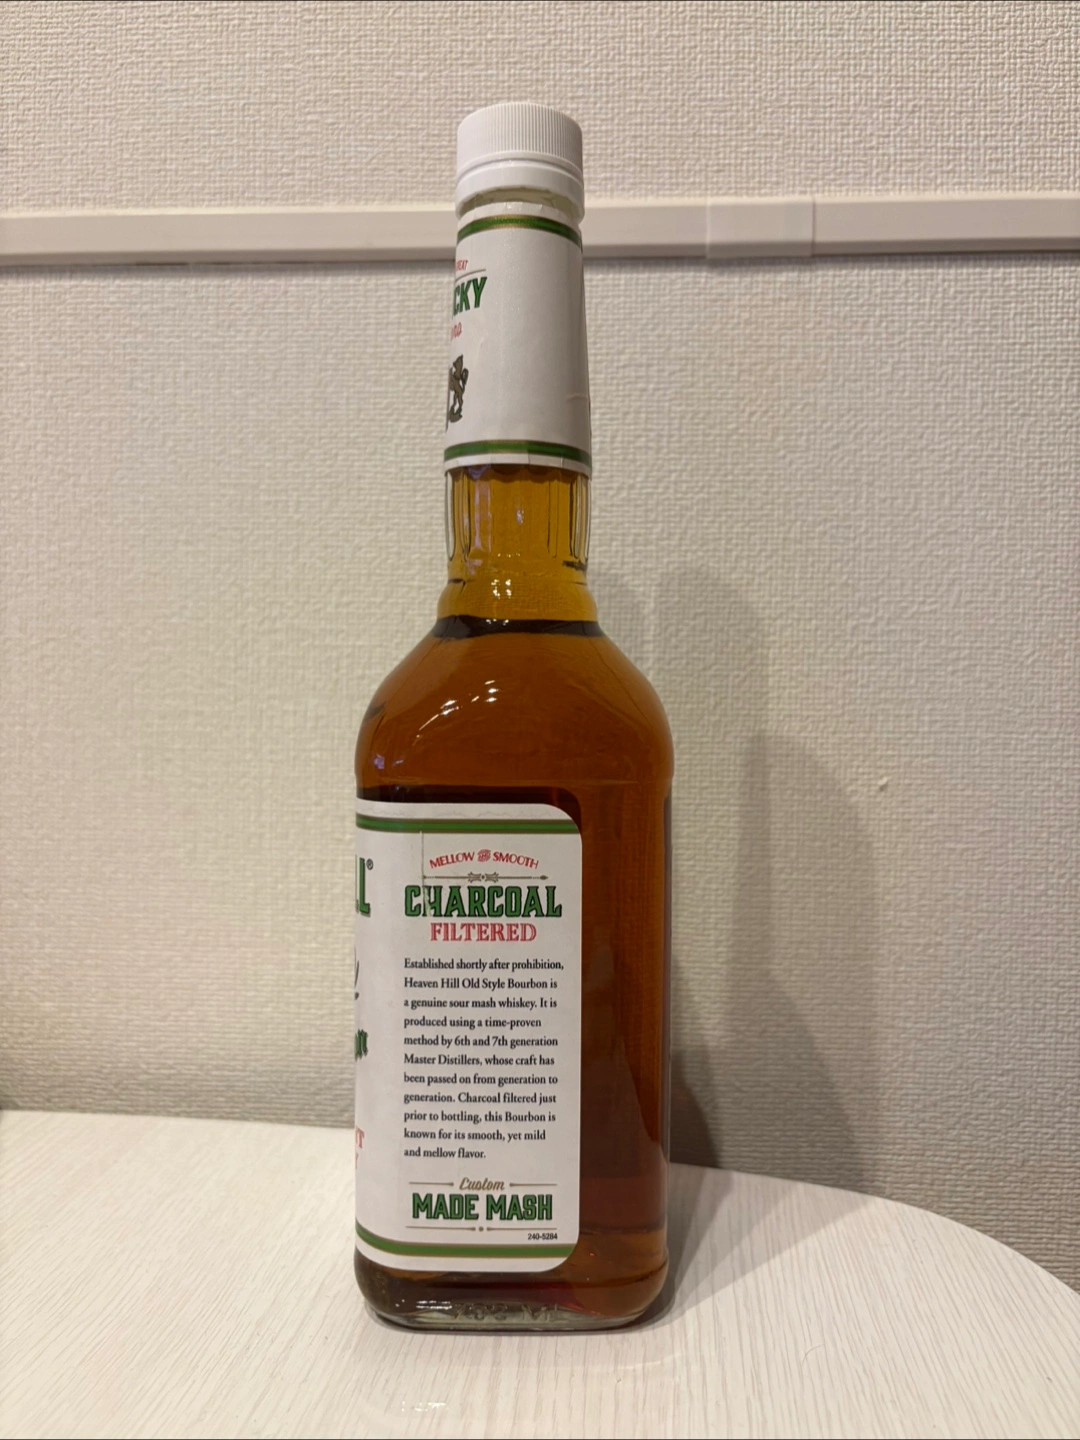 CKY
LL®
MELLOW AND SMOOTH
CHARCOAL
FILTERED
Established shortly after prohibition,
Heaven Hill Old Style Bourbon is
a genuine sour mash whiskey. It is
produced using a time-proven
method by 6th and 7th generation
Master Distillers, whose craft has
been passed on from generation to
generation. Charcoal filtered just
prior to bottling, this Bourbon is
known for its smooth, yet mild
and mellow flavor.
Custom
MADE MASH
240-5284